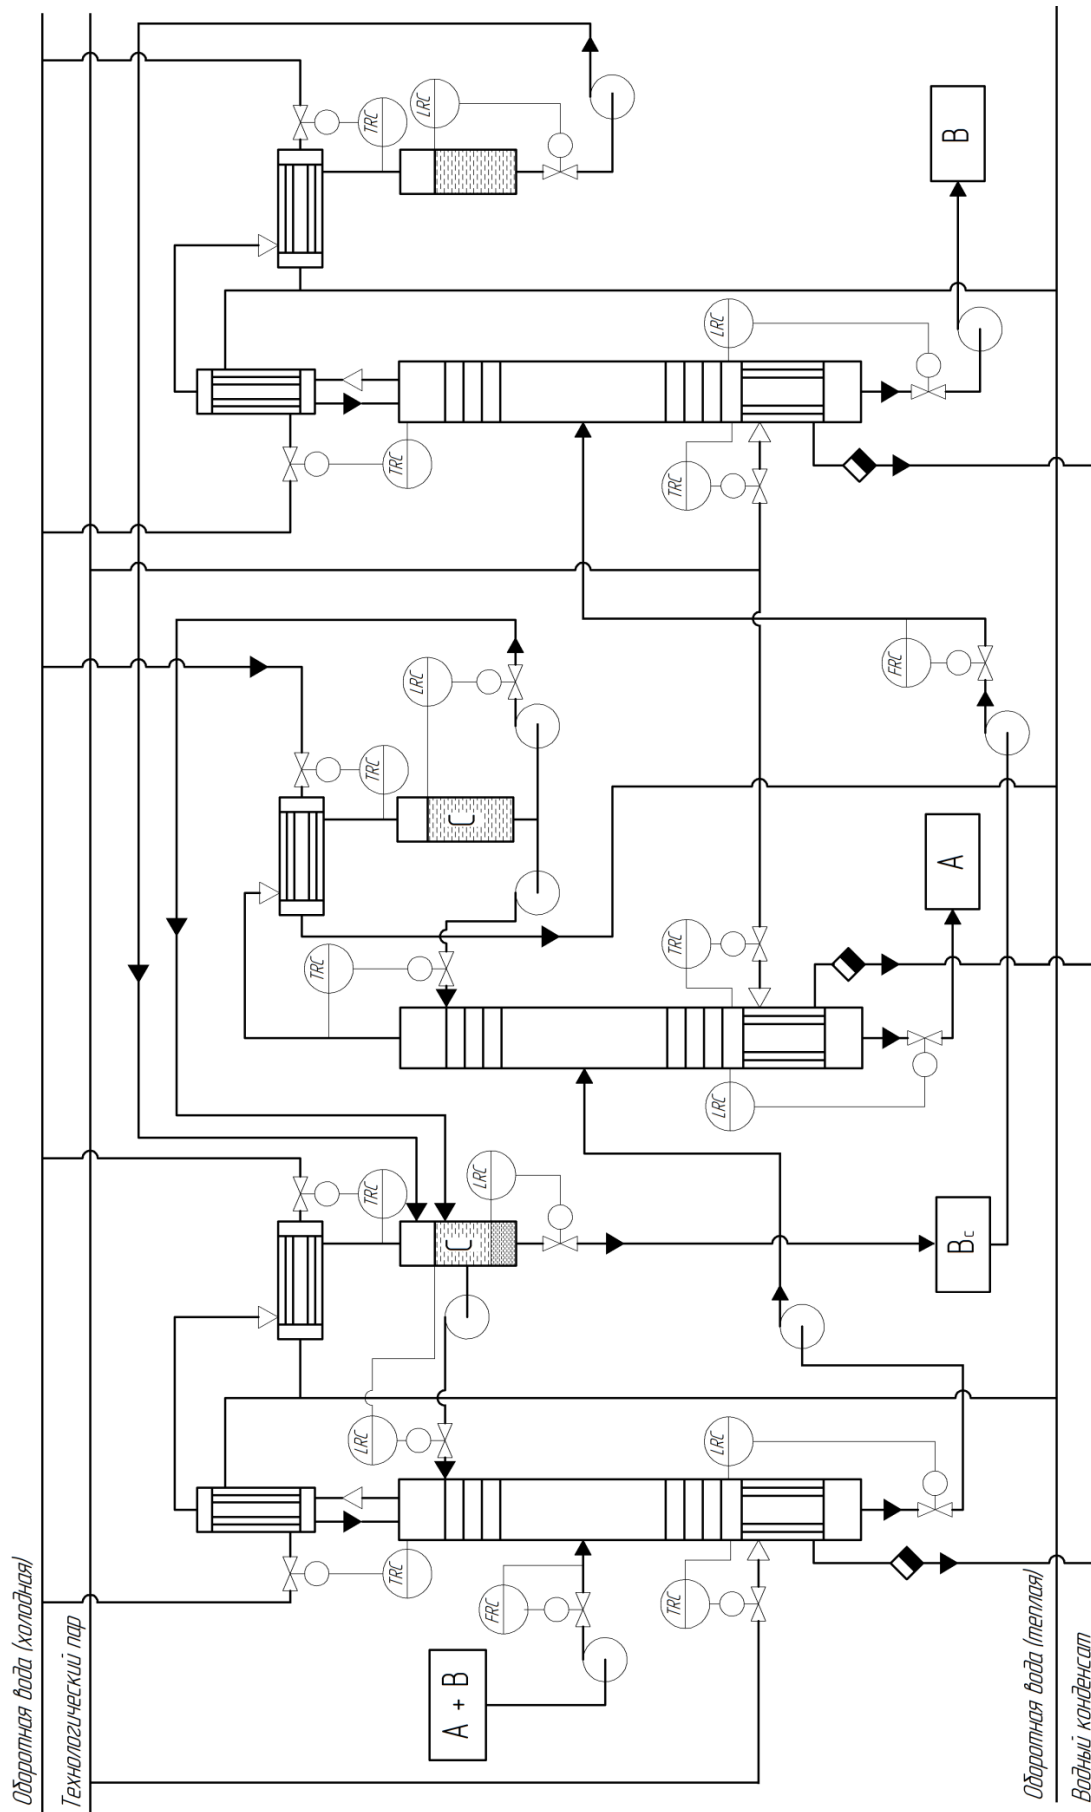 Оборотная вода (холодная)
Технологический пар
TRC
LRC
TRC
TRC
TRC
TRC
TRC
LRC
LRC
A + B
C
C
LRC
FRC
TRC
TRC
TRC
LRC
LRC
LRC
FRC
Bc
A
B
Оборотная вода (теплая)
Водный конденсат